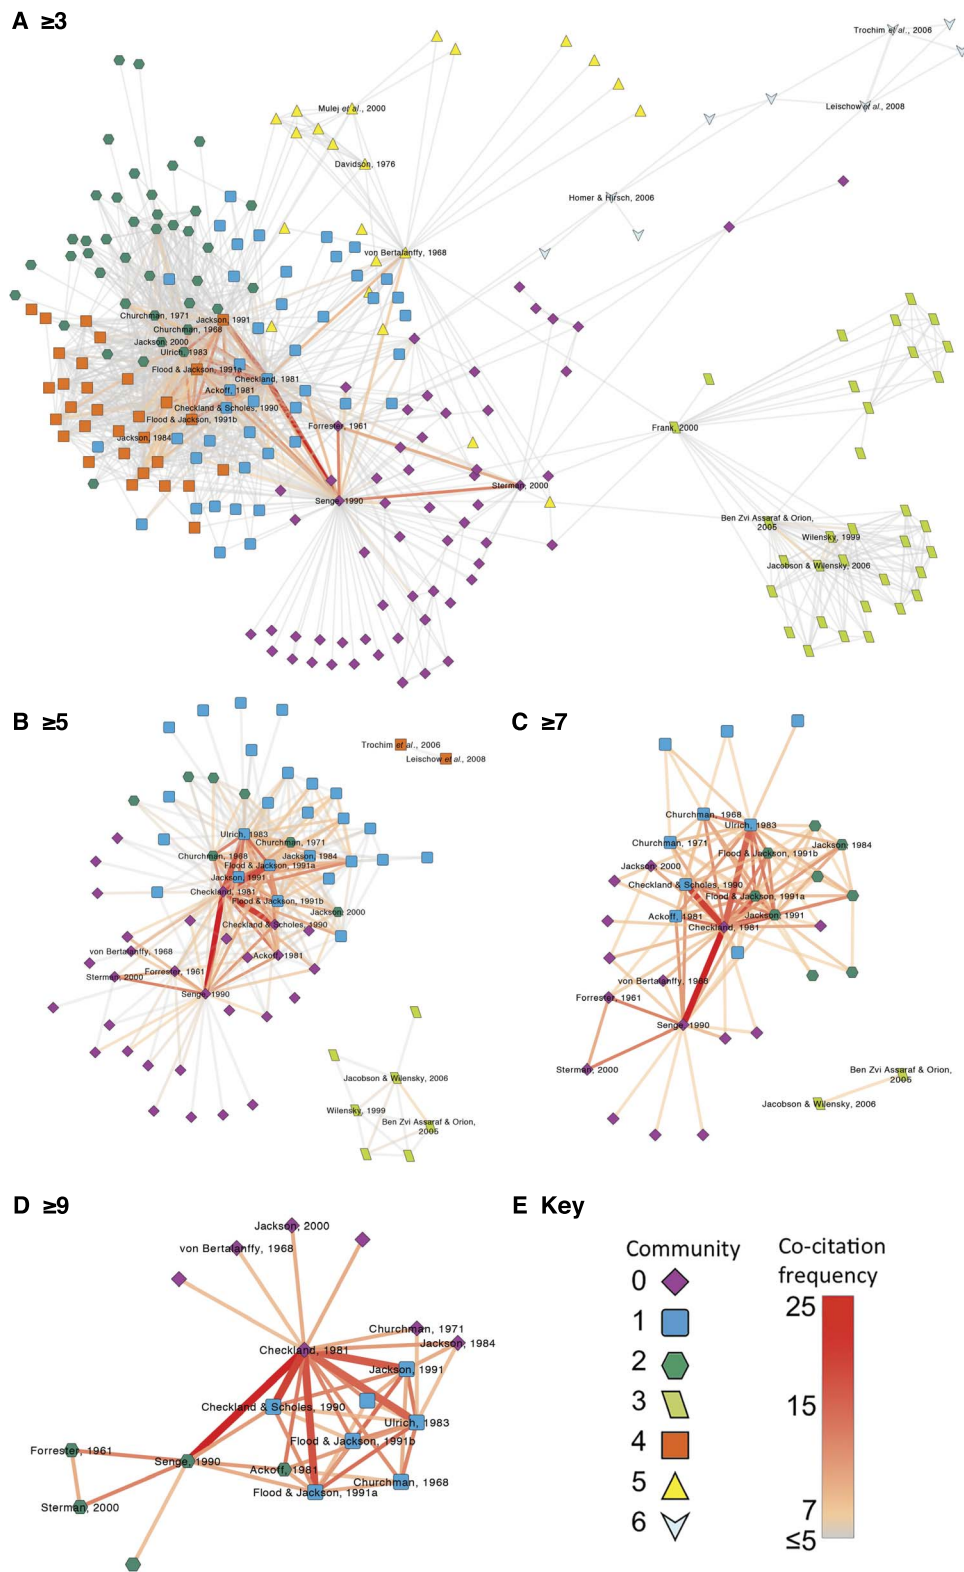 A ≥3
Trochim et al., 2006
Leischow et al., 2008
Mulej et al., 2000
Davidson, 1976
Homer & Hirsch, 2006
von Bertalanffy, 1968
Churchman, 1971
Jackson, 1991
Churchman, 1968
Jackson, 2000
Ulrich, 1983
Flood & Jackson, 1991a
Checkland, 1981
Ackoff, 1981
Checkland & Scholes, 1990
Flood & Jackson, 1991b
Forrester, 1961
Jackson, 1984
Frank, 2000
Sterman, 2000
Senge, 1990
Ben Zvi Assaraf & Orion,
2005
Wilensky, 1999
Jacobson & Wilensky, 2006
B ≥5
Trochim et al., 2006
Leischow et al., 2008
Ulrich, 1983
Churchman, 1971
Churchman, 1968
Jackson, 1984
Flood & Jackson, 1991a
Jackson, 1991
Checkland, 1981
Flood & Jackson, 1991b
Jackson, 2000
Checkland & Scholes, 1990
von Bertalanffy, 1968
Ackoff, 1981
Forrester, 1961
Sterman, 2000
Senge, 1990
Jacobson & Wilensky, 2006
Wilensky, 1999
Ben Zvi Assaraf & Orion,
2005
C ≥7
Churchman, 1968
Ulrich, 1983
Churchman, 1971
Jackson, 1984
Flood & Jackson, 1991b
Jackson, 2000
Checkland & Scholes, 1990
Flood & Jackson, 1991a
Ackoff, 1981
Jackson, 1991
Checkland, 1981
von Bertalanffy, 1968
Forrester, 1961
Senge, 1990
Sterman, 2000
Ben Zvi Assaraf & Orion,
2005
Jacobson & Wilensky, 2006
D ≥9
Jackson, 2000
von Bertalanffy, 1968
Churchman, 1971
Jackson, 1984
Checkland, 1981
Jackson, 1991
Checkland & Scholes, 1990
Ulrich, 1983
Flood & Jackson, 1991b
Forrester, 1961
Senge, 1990
Ackoff, 1981
Churchman, 1968
Flood & Jackson, 1991a
Sterman, 2000
E Key
Community
0
1
2
3
4
5
6
Co-citation
frequency
25
15
7
≤5